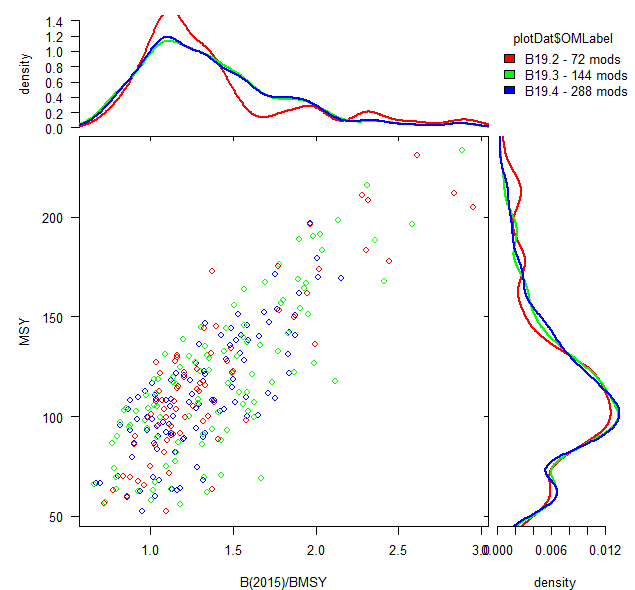 1.4
1.2
1.0
0.8
0.6
0.4
0.2
0.0
density
plotDat$OMLabel
B19.2 - 72 mods
B19.3 - 144 mods
B19.4 - 288 mods
200
150
100
50
MSY
1.0 1.5 2.0 2.5 3.0
B(2015)/BMSY
0.000 0.006 0.012
density